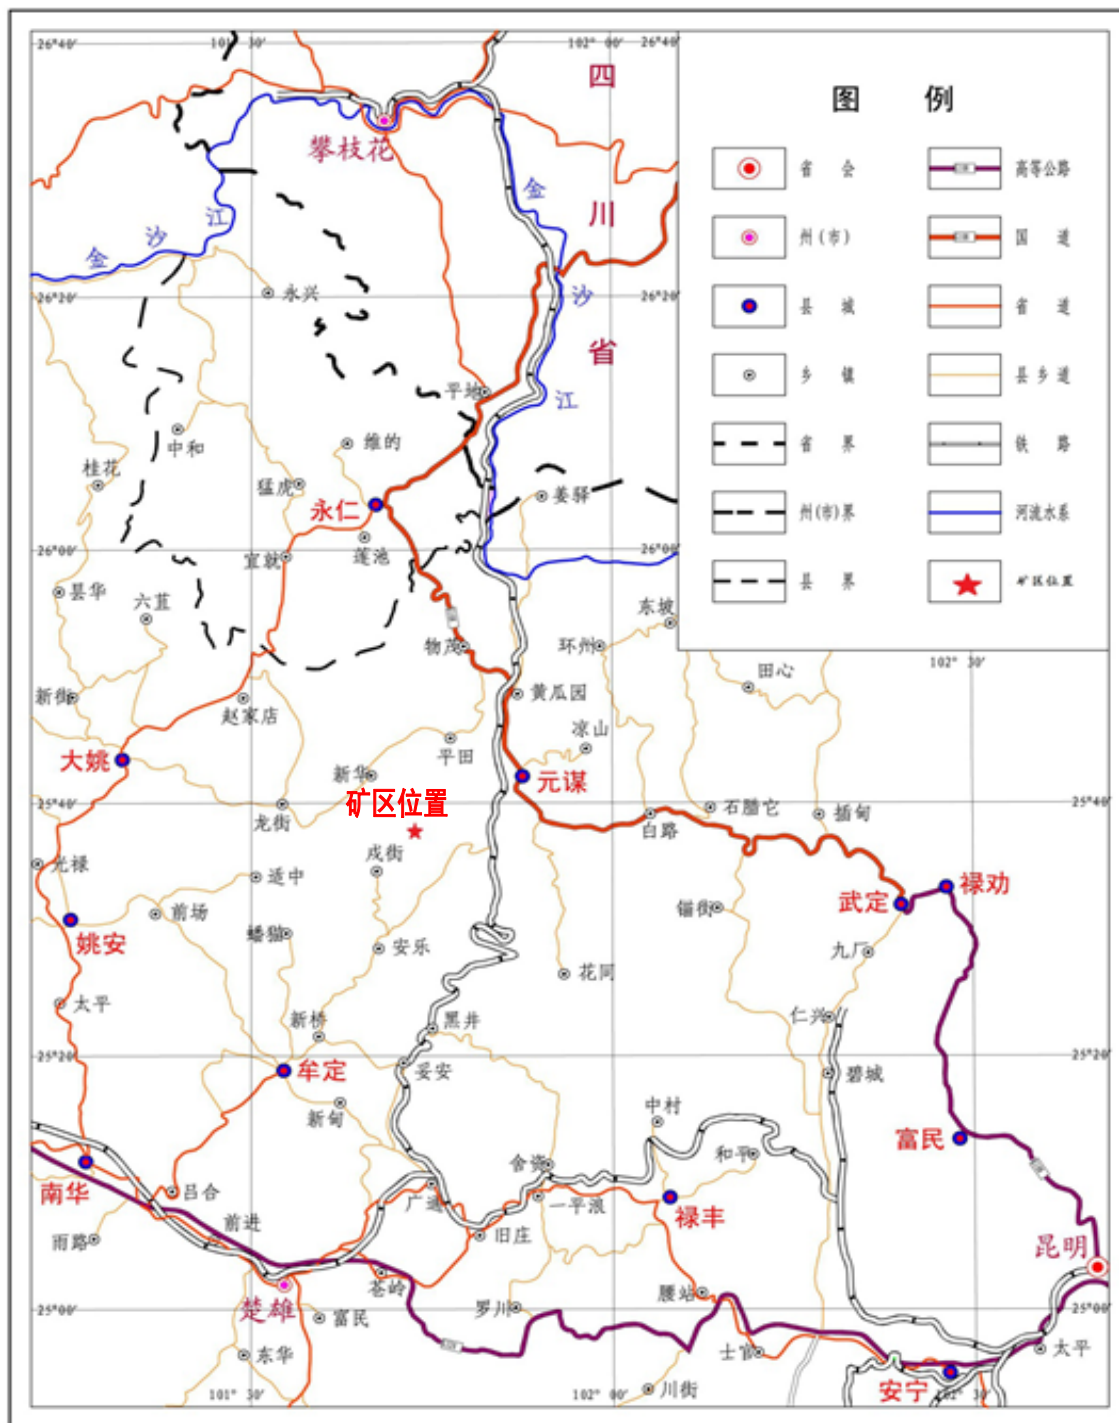 26°40′
101° 30′
102° 00′
26°40′
四
川
省
图 例
省 会
高等公路
州(市)
国 道
县 城
省 道
乡 镇
县乡道
省 界
铁 路
州(市)界
河流水系
县 界
矿区位置
攀枝花
金
沙
江
金
沙
江
26°20′
26°20′
永兴
平地
维的
中和
桂花
猛虎
永仁
姜驿
莲池
宜就
26°00′
26°00′
昙华
六苴
东坡
物茂
环州
102° 30′
田心
新街
赵家店
黄瓜园
凉山
平田
大姚
新华
元谋
25°40′
25°40′
矿区位置
龙街
白路
石腊它
插甸
戌街
光禄
适中
武定
禄劝
前场
锱街
姚安
蟠猫
安乐
九厂
花同
太平
新桥
黑井
仁兴
25°20′
25°20′
牟定
妥安
碧城
新甸
中村
富民
和平
舍资
南华
吕合
广通
一平浪
禄丰
前进
雨路
旧庄
昆明
苍岭
腰站
25°00′
25°00′
楚雄
富民
罗川
东华
士官
太平
101° 30′
102° 00′
川街
安宁
102° 30′